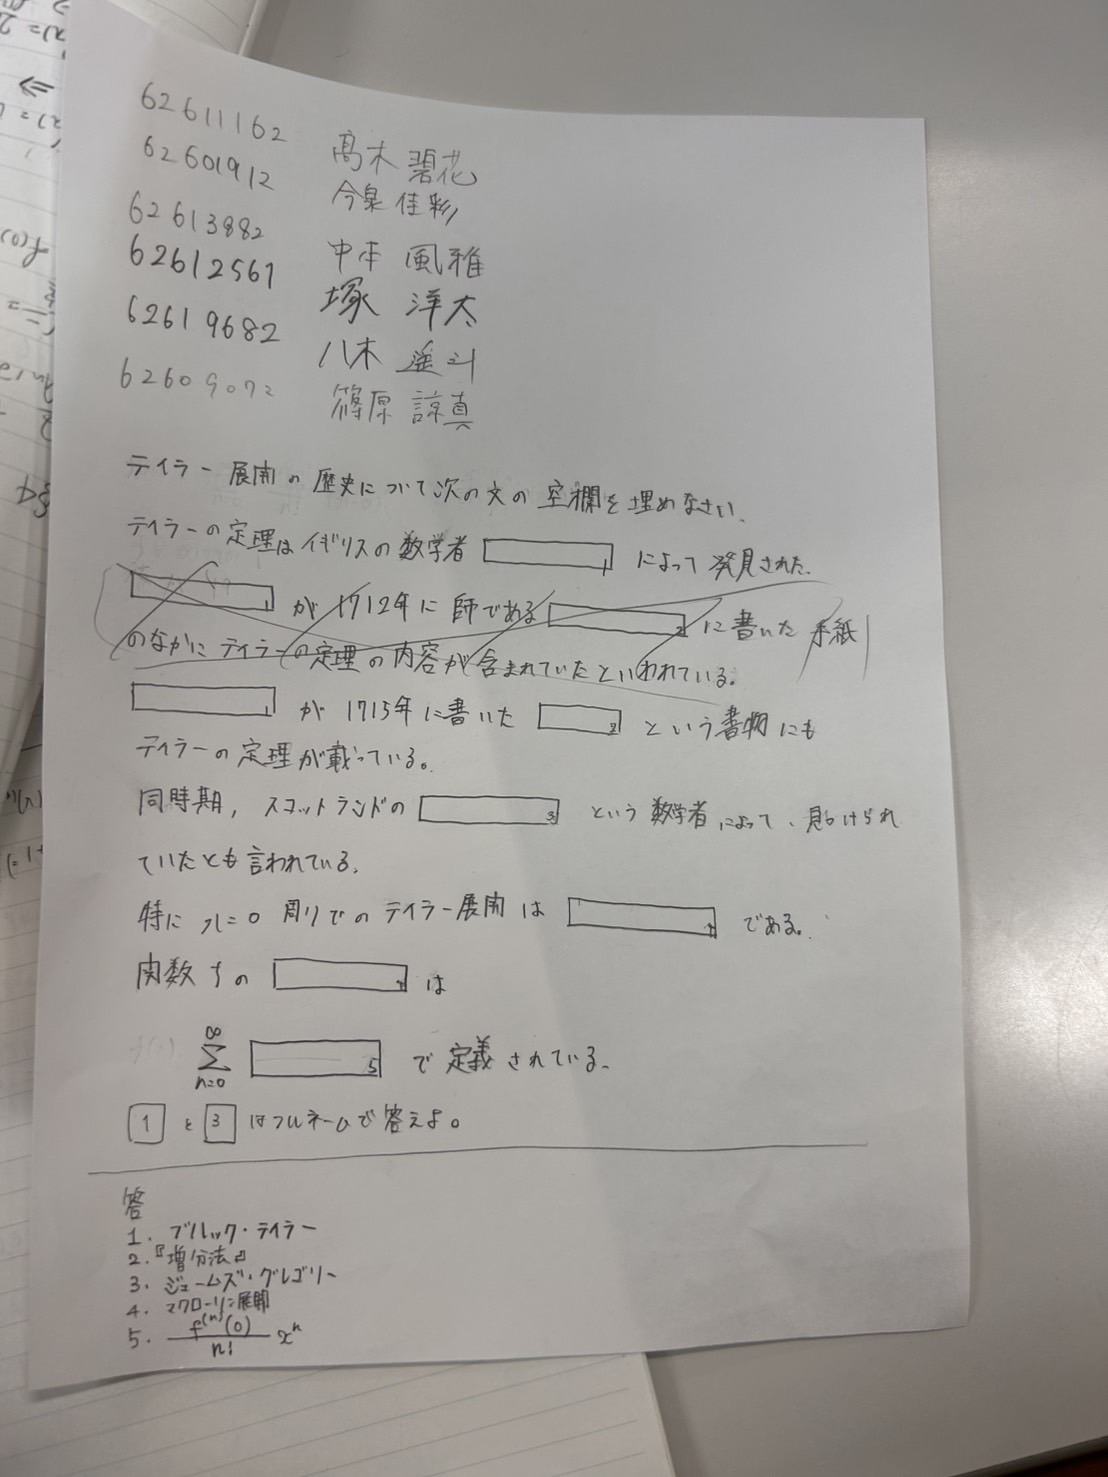 62611162 髙木 碧花
62601912 今泉 佳彩
62613882 中本 風雅
62612561 塚 洋太
62619682 八木 遥斗
62609072 篠原 諒真
テイラー展開の歴史について次の文の空欄を埋めなさい.
テイラーの定理はイギリスの数学者 1 によって発見された.
1 が 1712年に師である 2 に書いた手紙
のなかにテイラーの定理の内容が含まれていたといわれている.
1 が 1715年に書いた 2 という書物にも
テイラーの定理が載っている.
同時期, スコットランドの 3 という数学者によって、見つけられ
ていたとも言われている.
特に x=0 周りでのテイラー展開は 4 である.
関数 f の 4 は
∞
Σ 5 で定義されている.
n=0
1 と 3 はフルネームで答えよ。
答
1. ブルック・テイラー
2.『増分法』
3. ジェームズ・グレゴリー
4. マクローリン展開
5. f⁽ⁿ⁾(0)/n! xⁿ